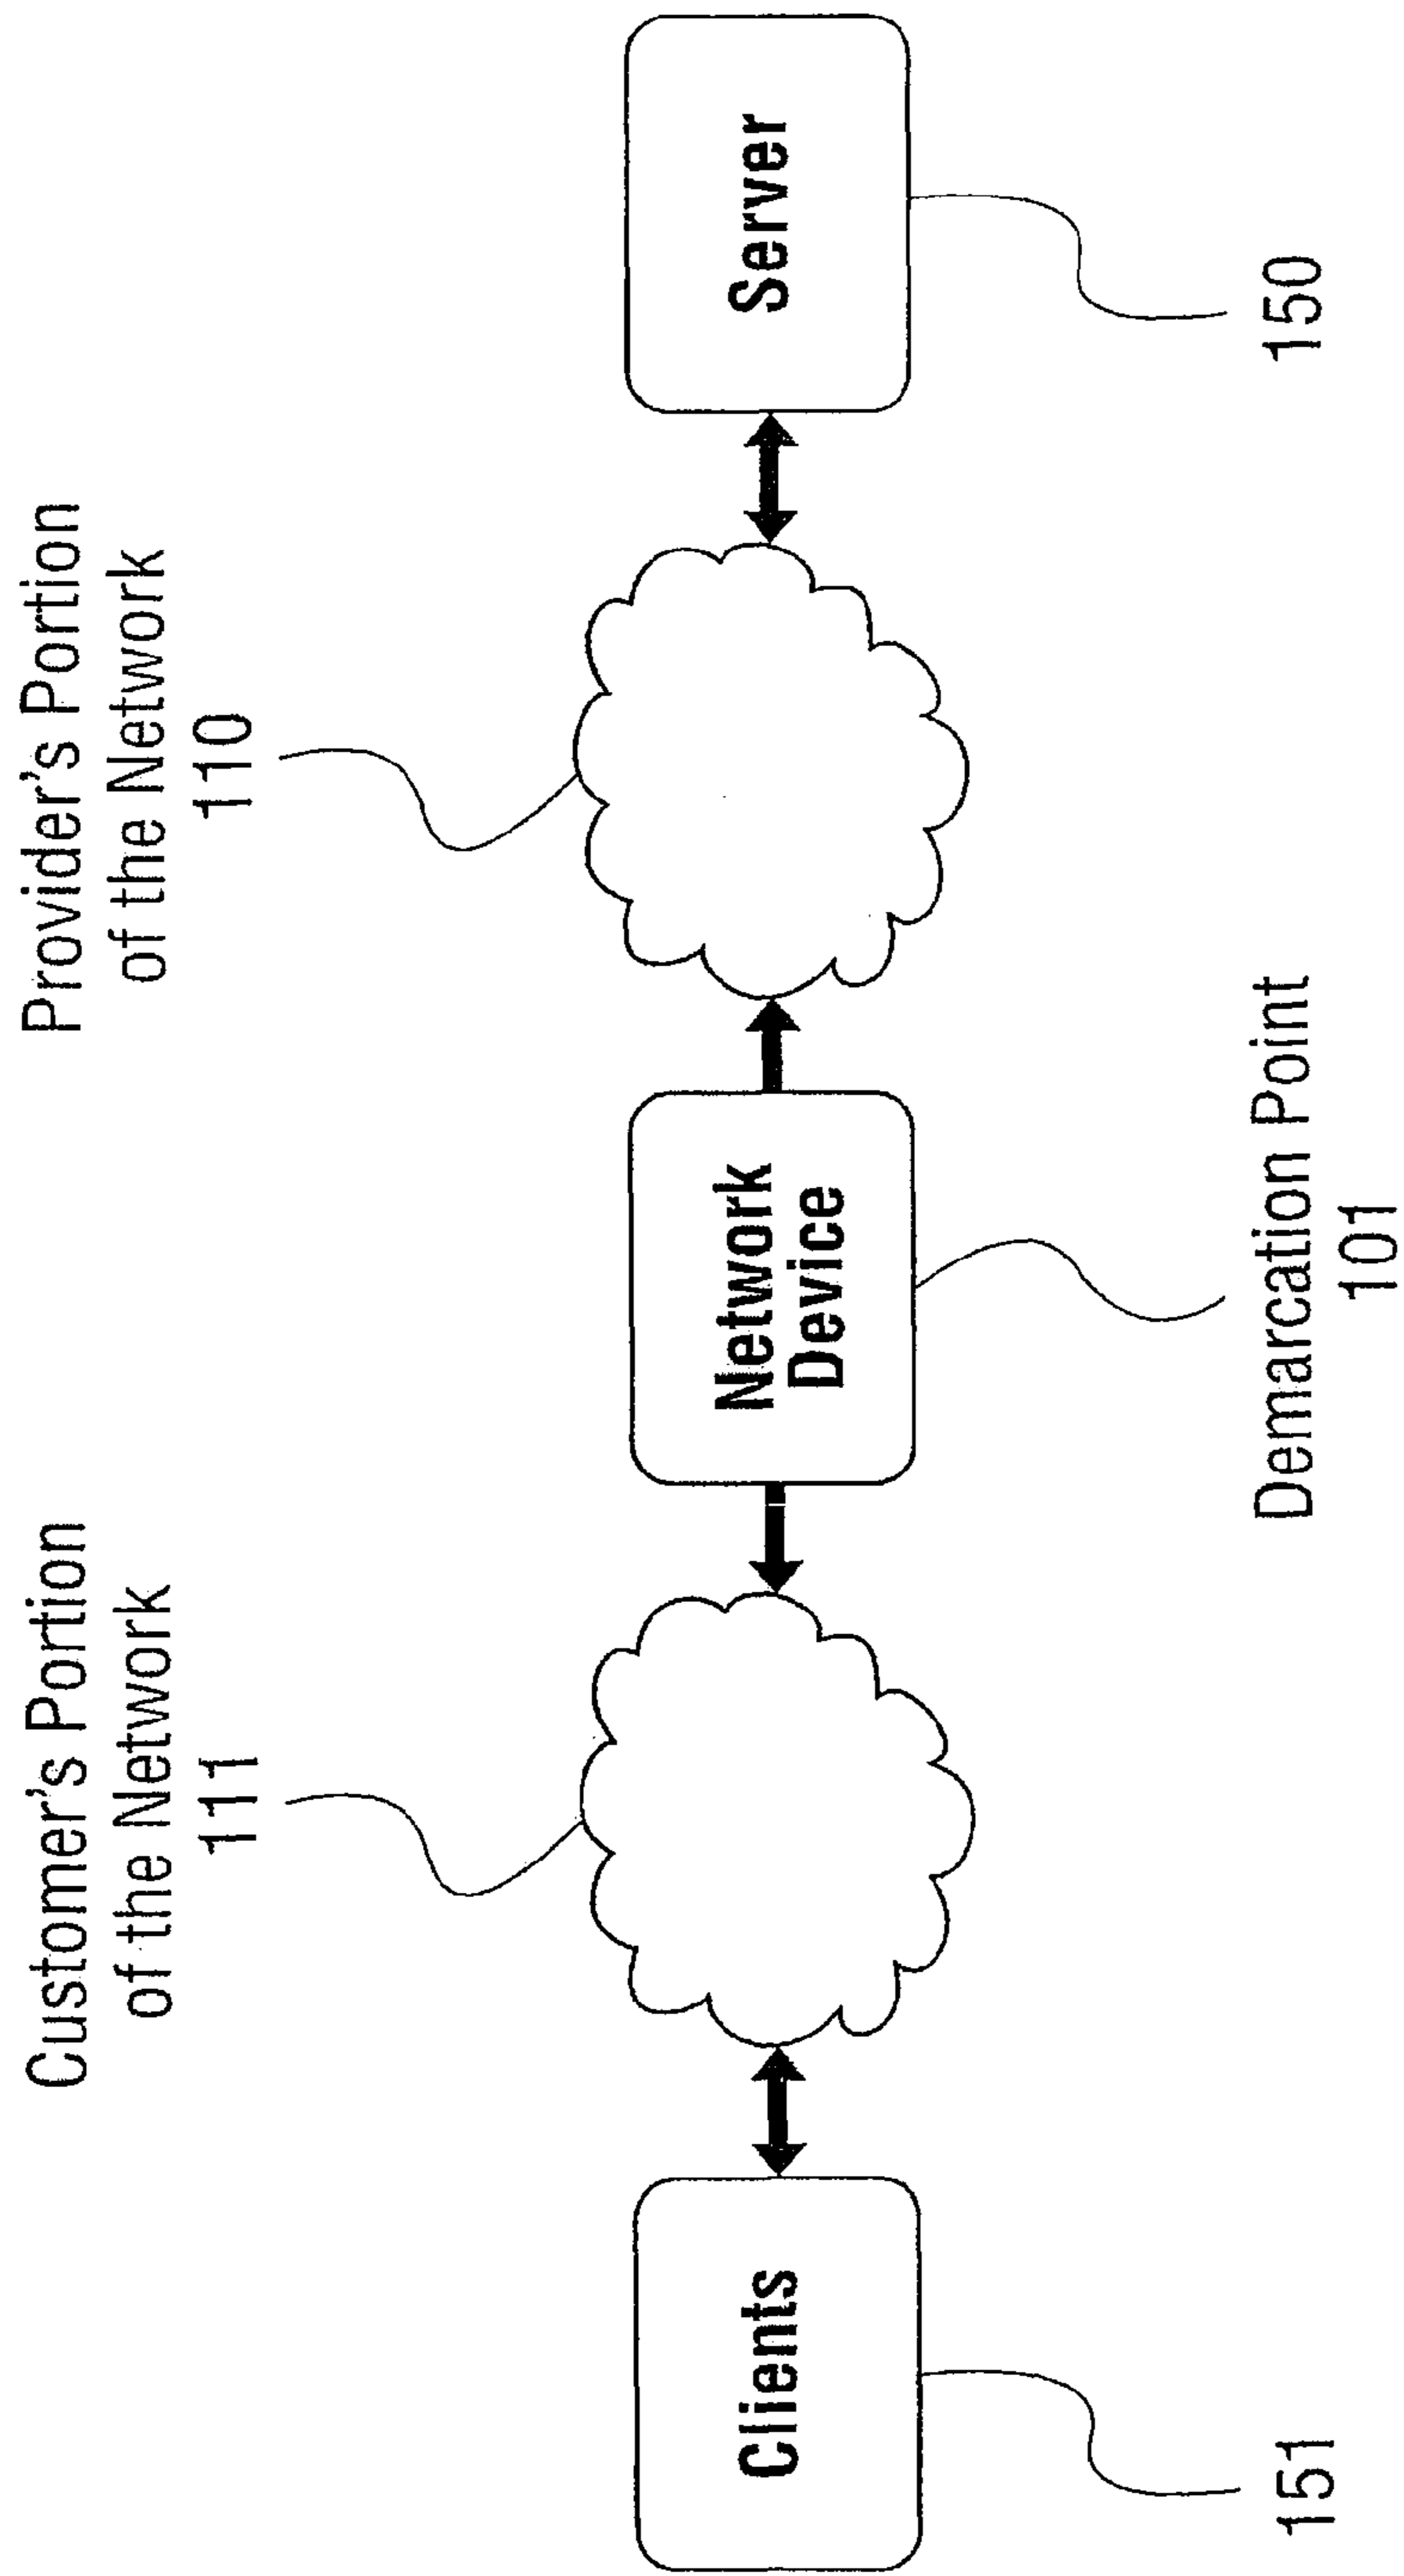 Customer's Portion
of the Network
111
Provider's Portion
of the Network
110
Clients
Network
Device
Server
151
Demarcation Point
101
150